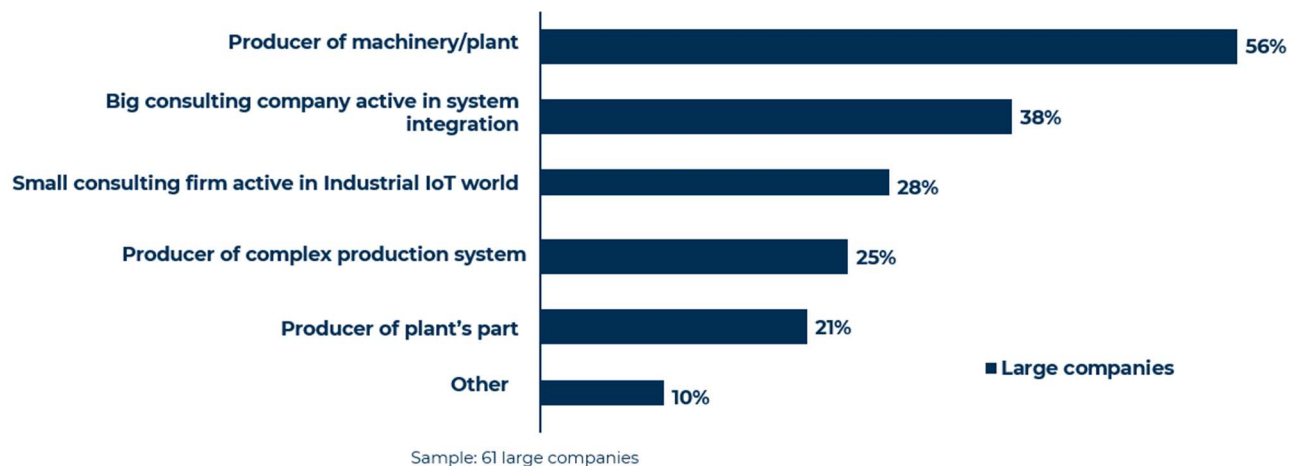 Producer of machinery/plant
56%
Big consulting company active in system
integration
38%
Small consulting firm active in Industrial IoT world
28%
Producer of complex production system
25%
Producer of plant’s part
21%
Other
10%
Large companies
Sample: 61 large companies